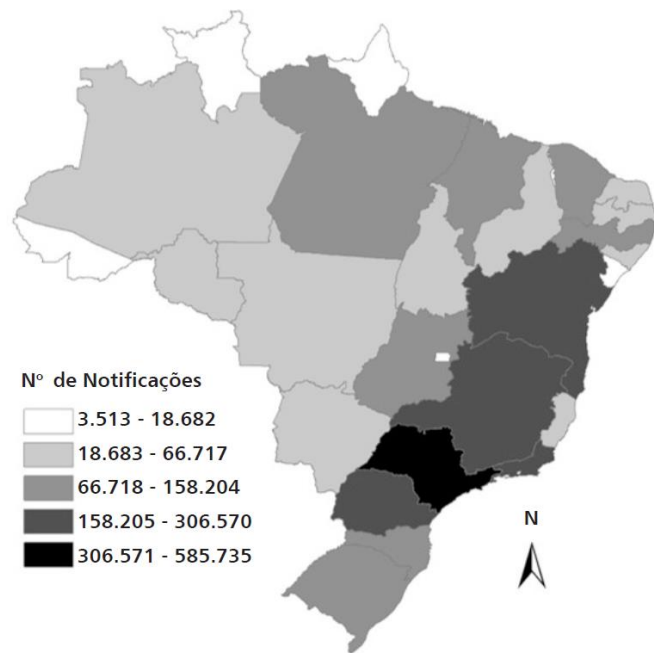 Nº de Notificações
3.513 - 18.682
18.683 - 66.717
66.718 - 158.204
158.205 - 306.570
306.571 - 585.735
N